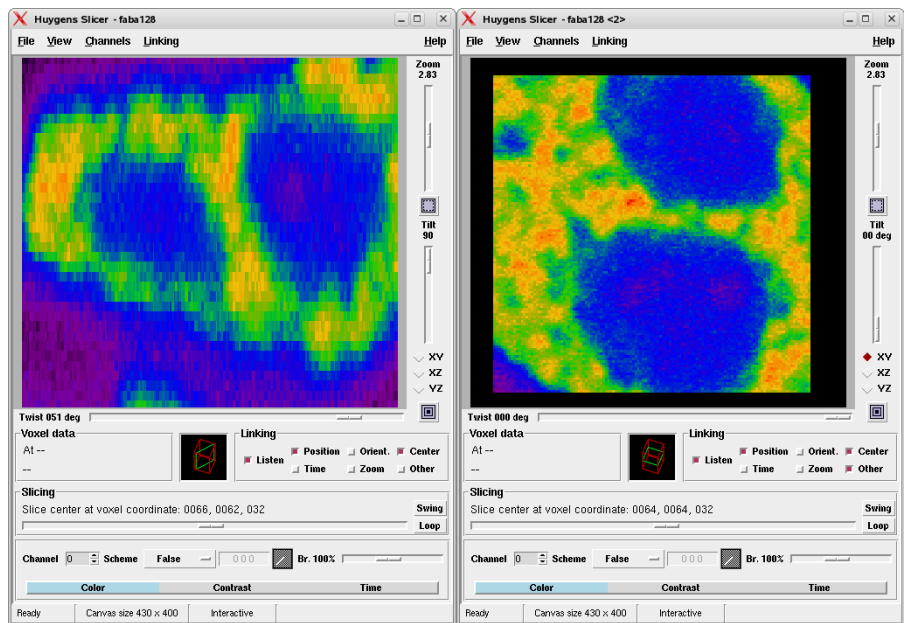 Huygens Slicer - faba128
File View Channels Linking Help
Zoom
2.83
Tilt
90
XY
XZ
YZ
Twist 051 deg
Voxel data
At --
--
Linking
Listen Position Orient. Center
Time Zoom Other
Slicing
Slice center at voxel coordinate: 0066, 0062, 032
Swing
Loop
Channel 0 Scheme False 0 0 0 Br. 100%
Color Contrast Time
Ready Canvas size 430 x 400 Interactive
Huygens Slicer - faba128 <2>
File View Channels Linking Help
Zoom
2.83
Tilt
00 deg
XY
XZ
YZ
Twist 000 deg
Voxel data
At --
--
Linking
Listen Position Orient. Center
Time Zoom Other
Slicing
Slice center at voxel coordinate: 0064, 0064, 032
Swing
Loop
Channel 0 Scheme False 0 0 0 Br. 100%
Color Contrast Time
Ready Canvas size 430 x 400 Interactive